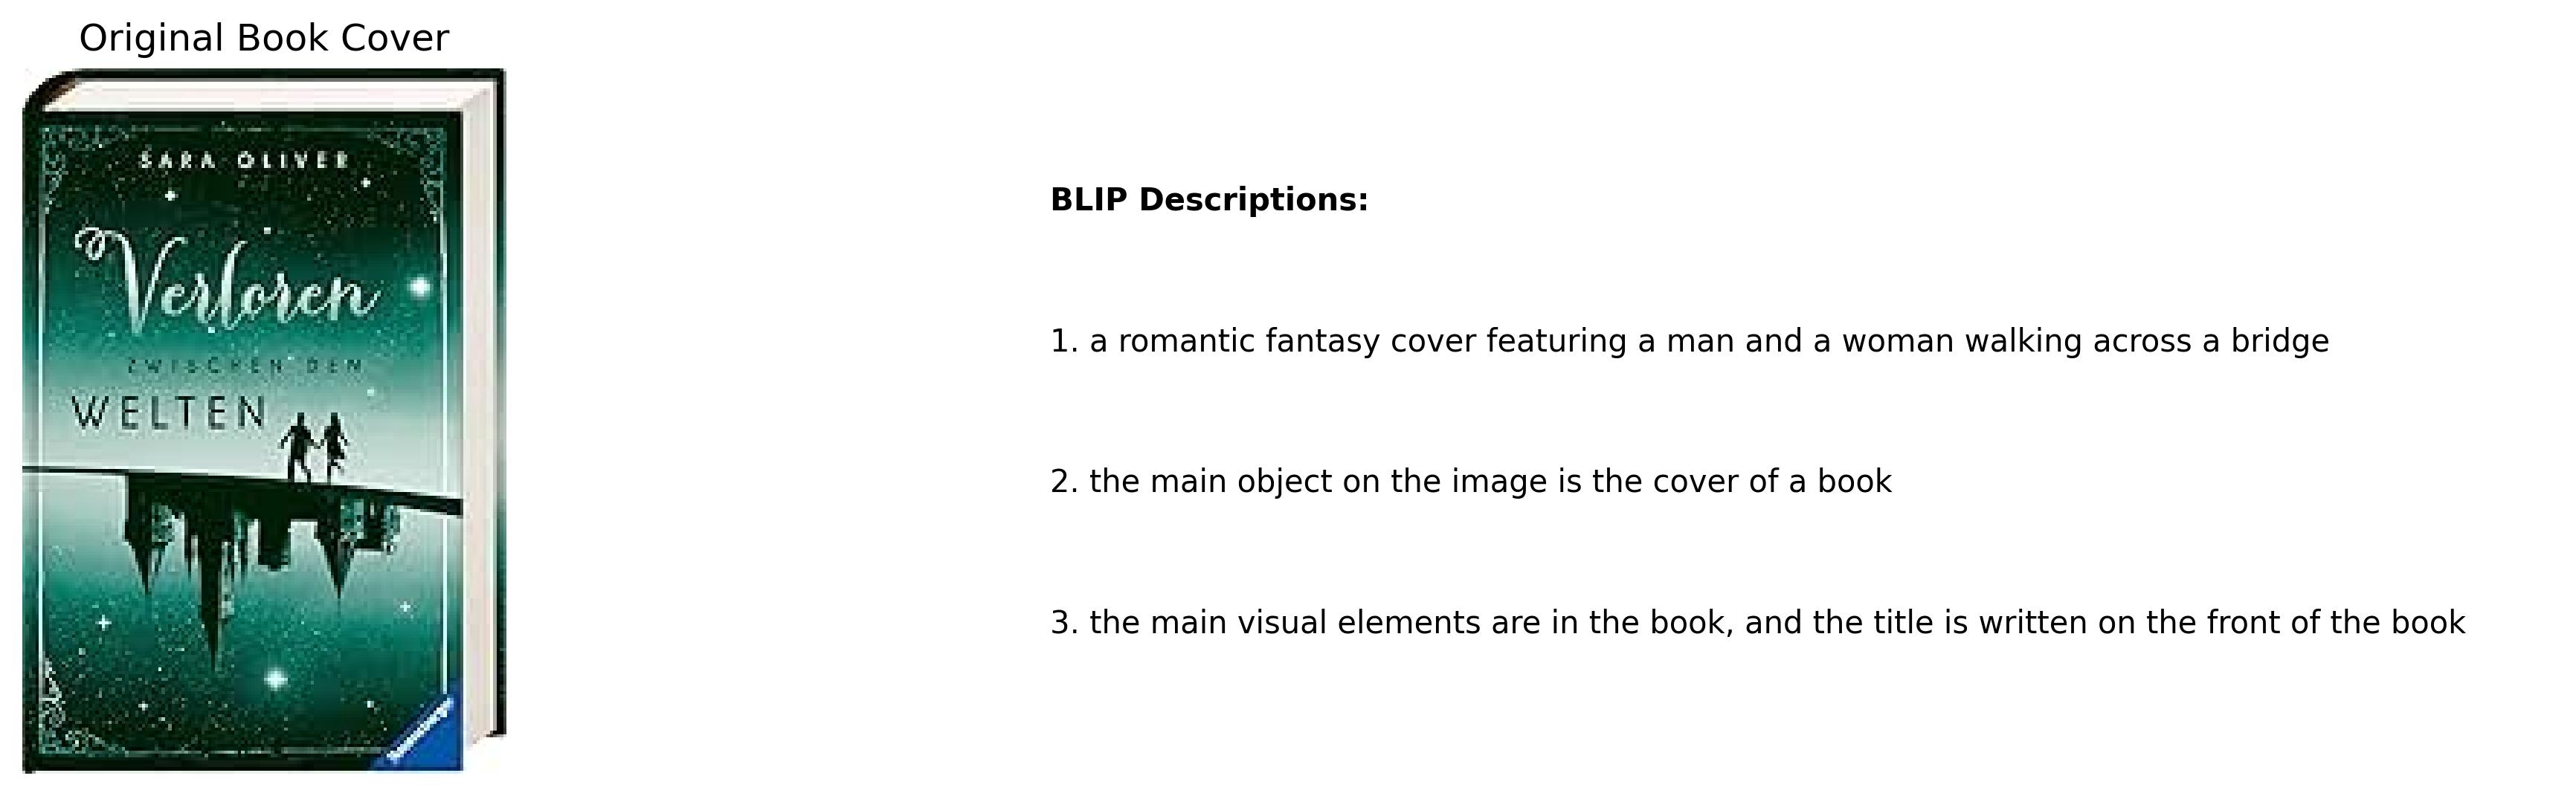 Original Book Cover
SARA OLIVER
Verloren
ZWISCHEN DEN
WELTEN
BLIP Descriptions:
1. a romantic fantasy cover featuring a man and a woman walking across a bridge
2. the main object on the image is the cover of a book
3. the main visual elements are in the book, and the title is written on the front of the book